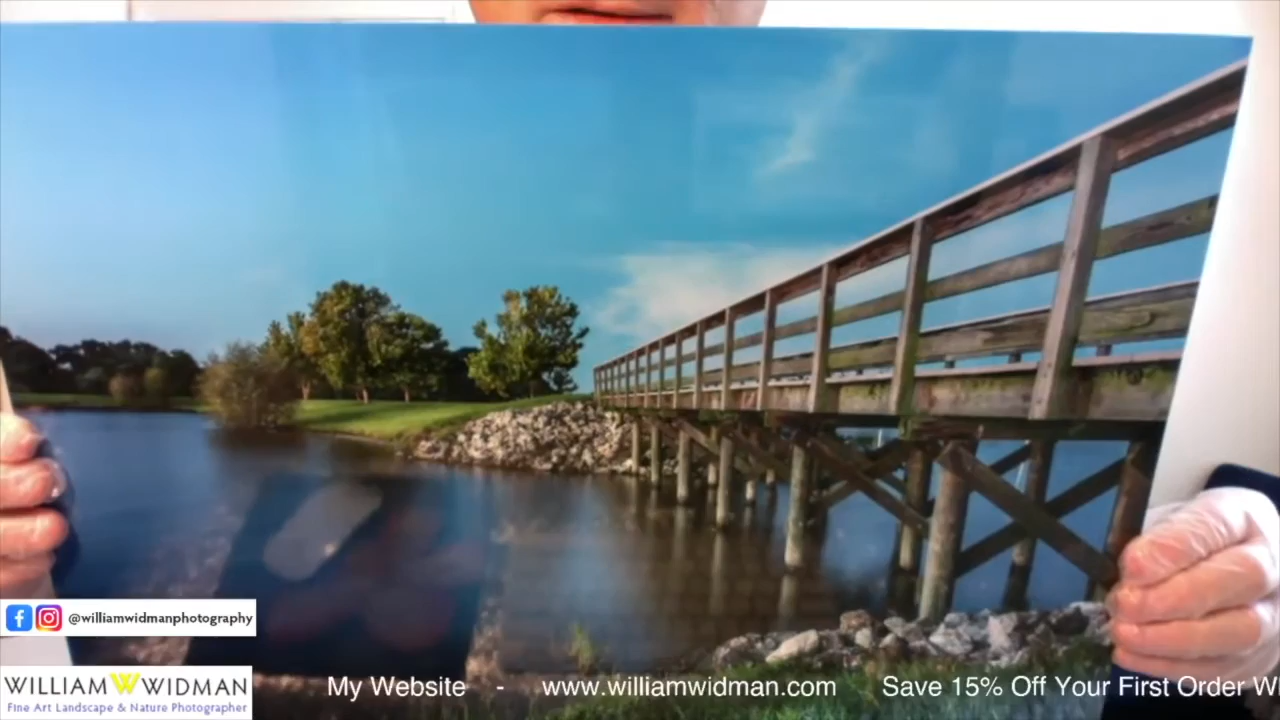 @williamwidmanphotography
WILLIAM WIDMAN
Fine Art Landscape & Nature Photographer
My Website - www.williamwidman.com Save 15% Off Your First Order